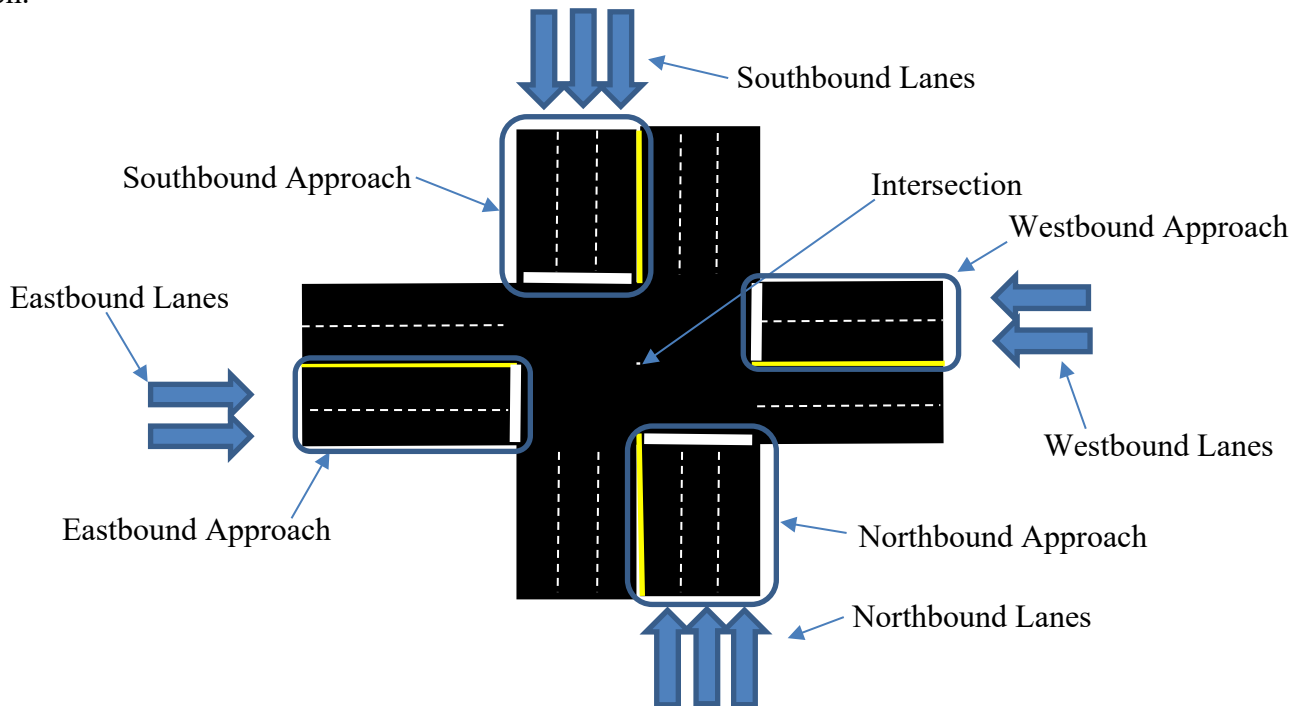 Southbound Lanes
Southbound Approach
Intersection
Westbound Approach
Eastbound Lanes
Westbound Lanes
Eastbound Approach
Northbound Approach
Northbound Lanes